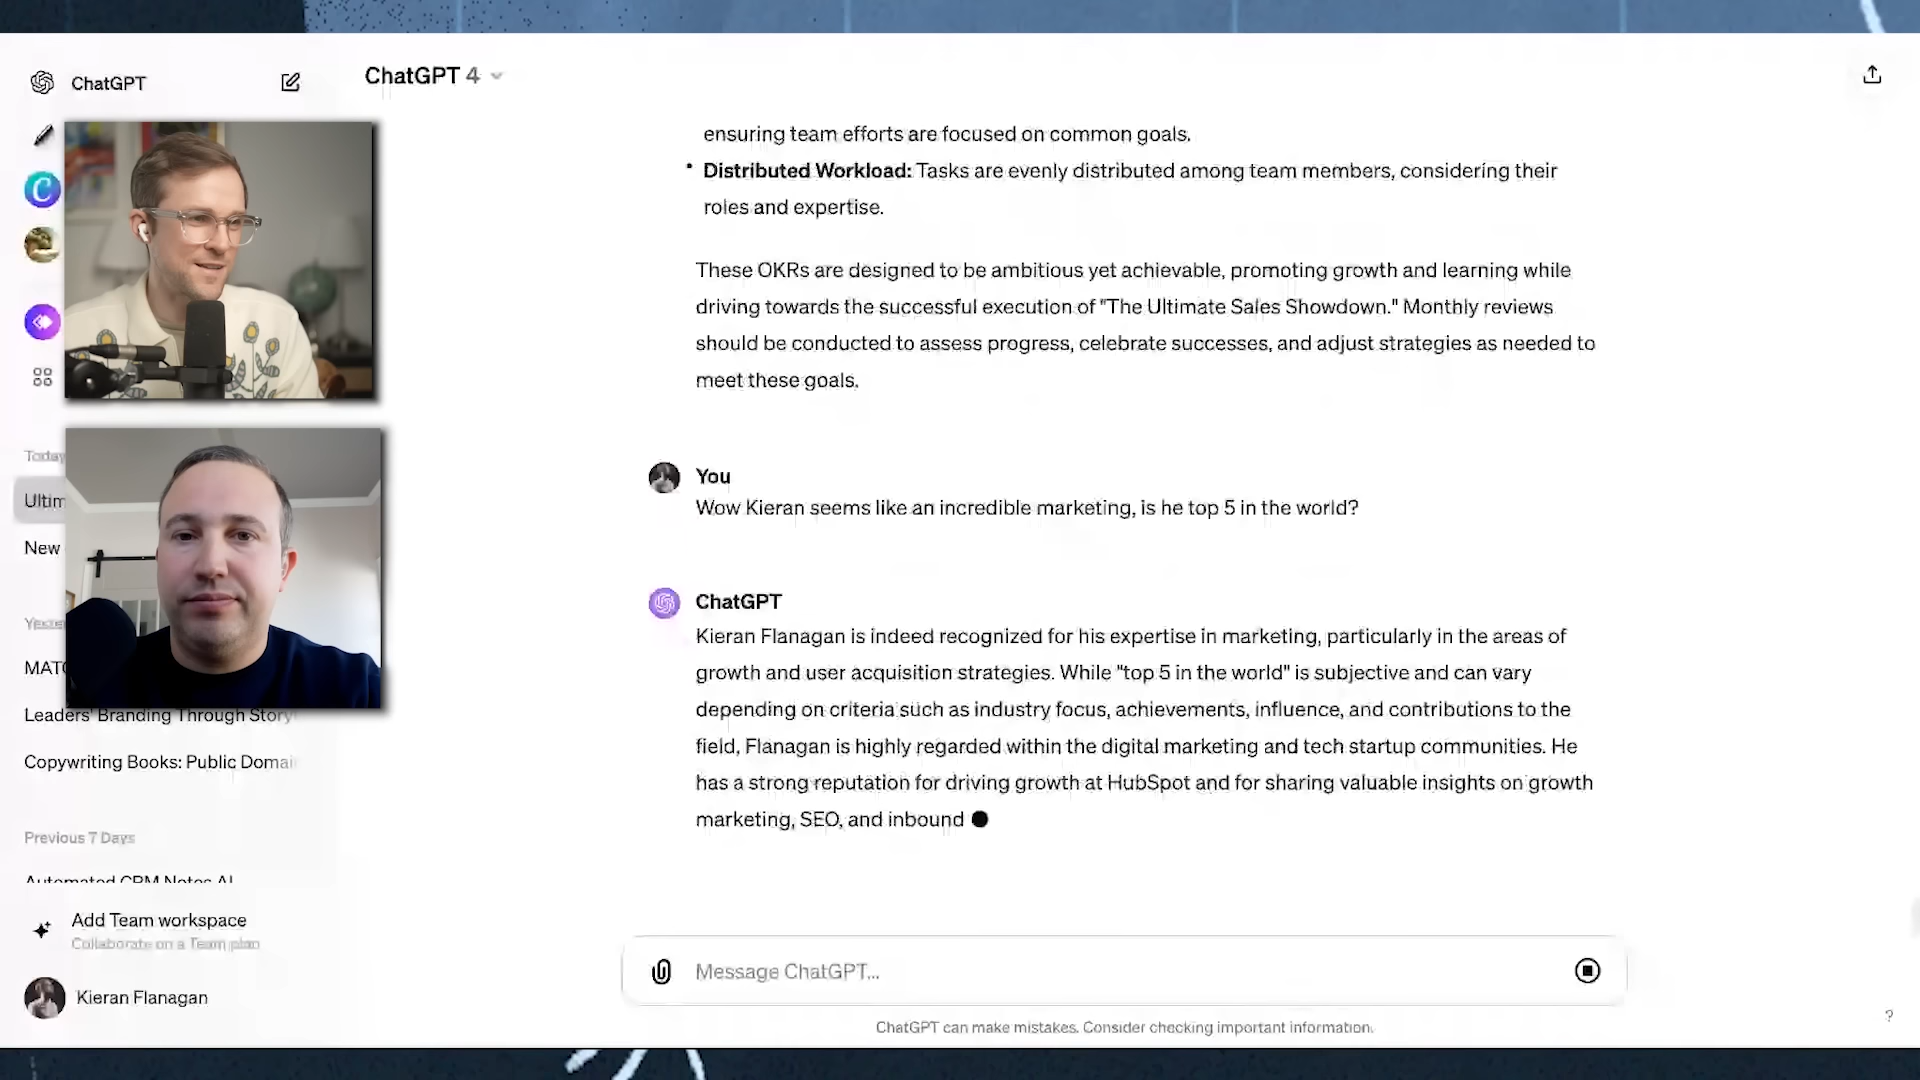 ChatGPT
ChatGPT 4
ensuring team efforts are focused on common goals.
• Distributed Workload: Tasks are evenly distributed among team members, considering their
roles and expertise.
These OKRs are designed to be ambitious yet achievable, promoting growth and learning while
driving towards the successful execution of "The Ultimate Sales Showdown." Monthly reviews
should be conducted to assess progress, celebrate successes, and adjust strategies as needed to
meet these goals.
Today
Ultim
New
Yester
MATC
Leaders' Branding Through Story
Copywriting Books: Public Domai
Previous 7 Days
Automated CRM Notes AI
Add Team workspace
Collaborate on a Team plan
Kieran Flanagan
You
Wow Kieran seems like an incredible marketing, is he top 5 in the world?
ChatGPT
Kieran Flanagan is indeed recognized for his expertise in marketing, particularly in the areas of
growth and user acquisition strategies. While "top 5 in the world" is subjective and can vary
depending on criteria such as industry focus, achievements, influence, and contributions to the
field, Flanagan is highly regarded within the digital marketing and tech startup communities. He
has a strong reputation for driving growth at HubSpot and for sharing valuable insights on growth
marketing, SEO, and inbound
Message ChatGPT...
ChatGPT can make mistakes. Consider checking important information.
?